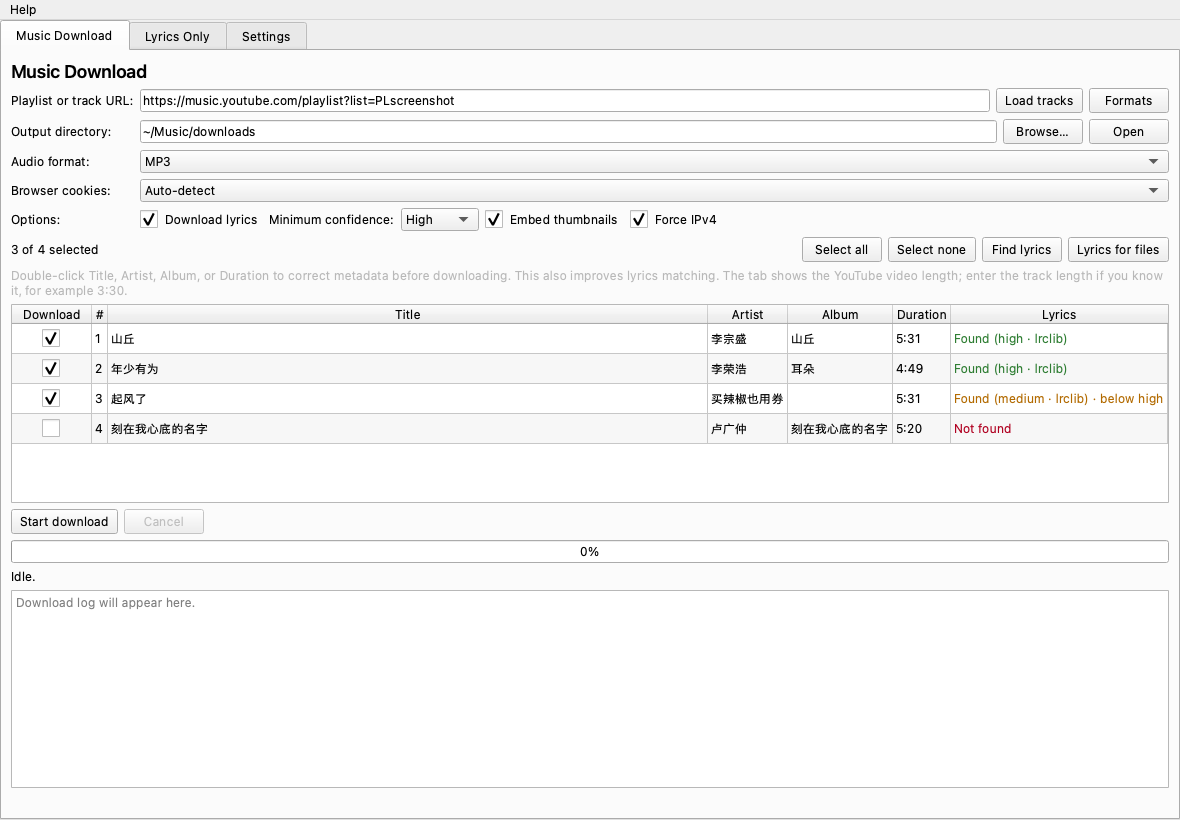 Help
Music Download Lyrics Only Settings
Music Download
Playlist or track URL: https://music.youtube.com/playlist?list=PLscreenshot Load tracks Formats
Output directory: ~/Music/downloads Browse... Open
Audio format: MP3
Browser cookies: Auto-detect
Options: Download lyrics Minimum confidence: High Embed thumbnails Force IPv4
3 of 4 selected Select all Select none Find lyrics Lyrics for files
Double-click Title, Artist, Album, or Duration to correct metadata before downloading. This also improves lyrics matching. The tab shows the YouTube video length; enter the track length if you know
it, for example 3:30.
Download # Title Artist Album Duration Lyrics
1 山丘 李宗盛 山丘 5:31 Found (high · lrclib)
2 年少有为 李荣浩 耳朵 4:49 Found (high · lrclib)
3 起风了 买辣椒也用券 5:31 Found (medium · lrclib) · below high
4 刻在我心底的名字 卢广仲 刻在我心底的名字 5:20 Not found
Start download Cancel
0%
Idle.
Download log will appear here.